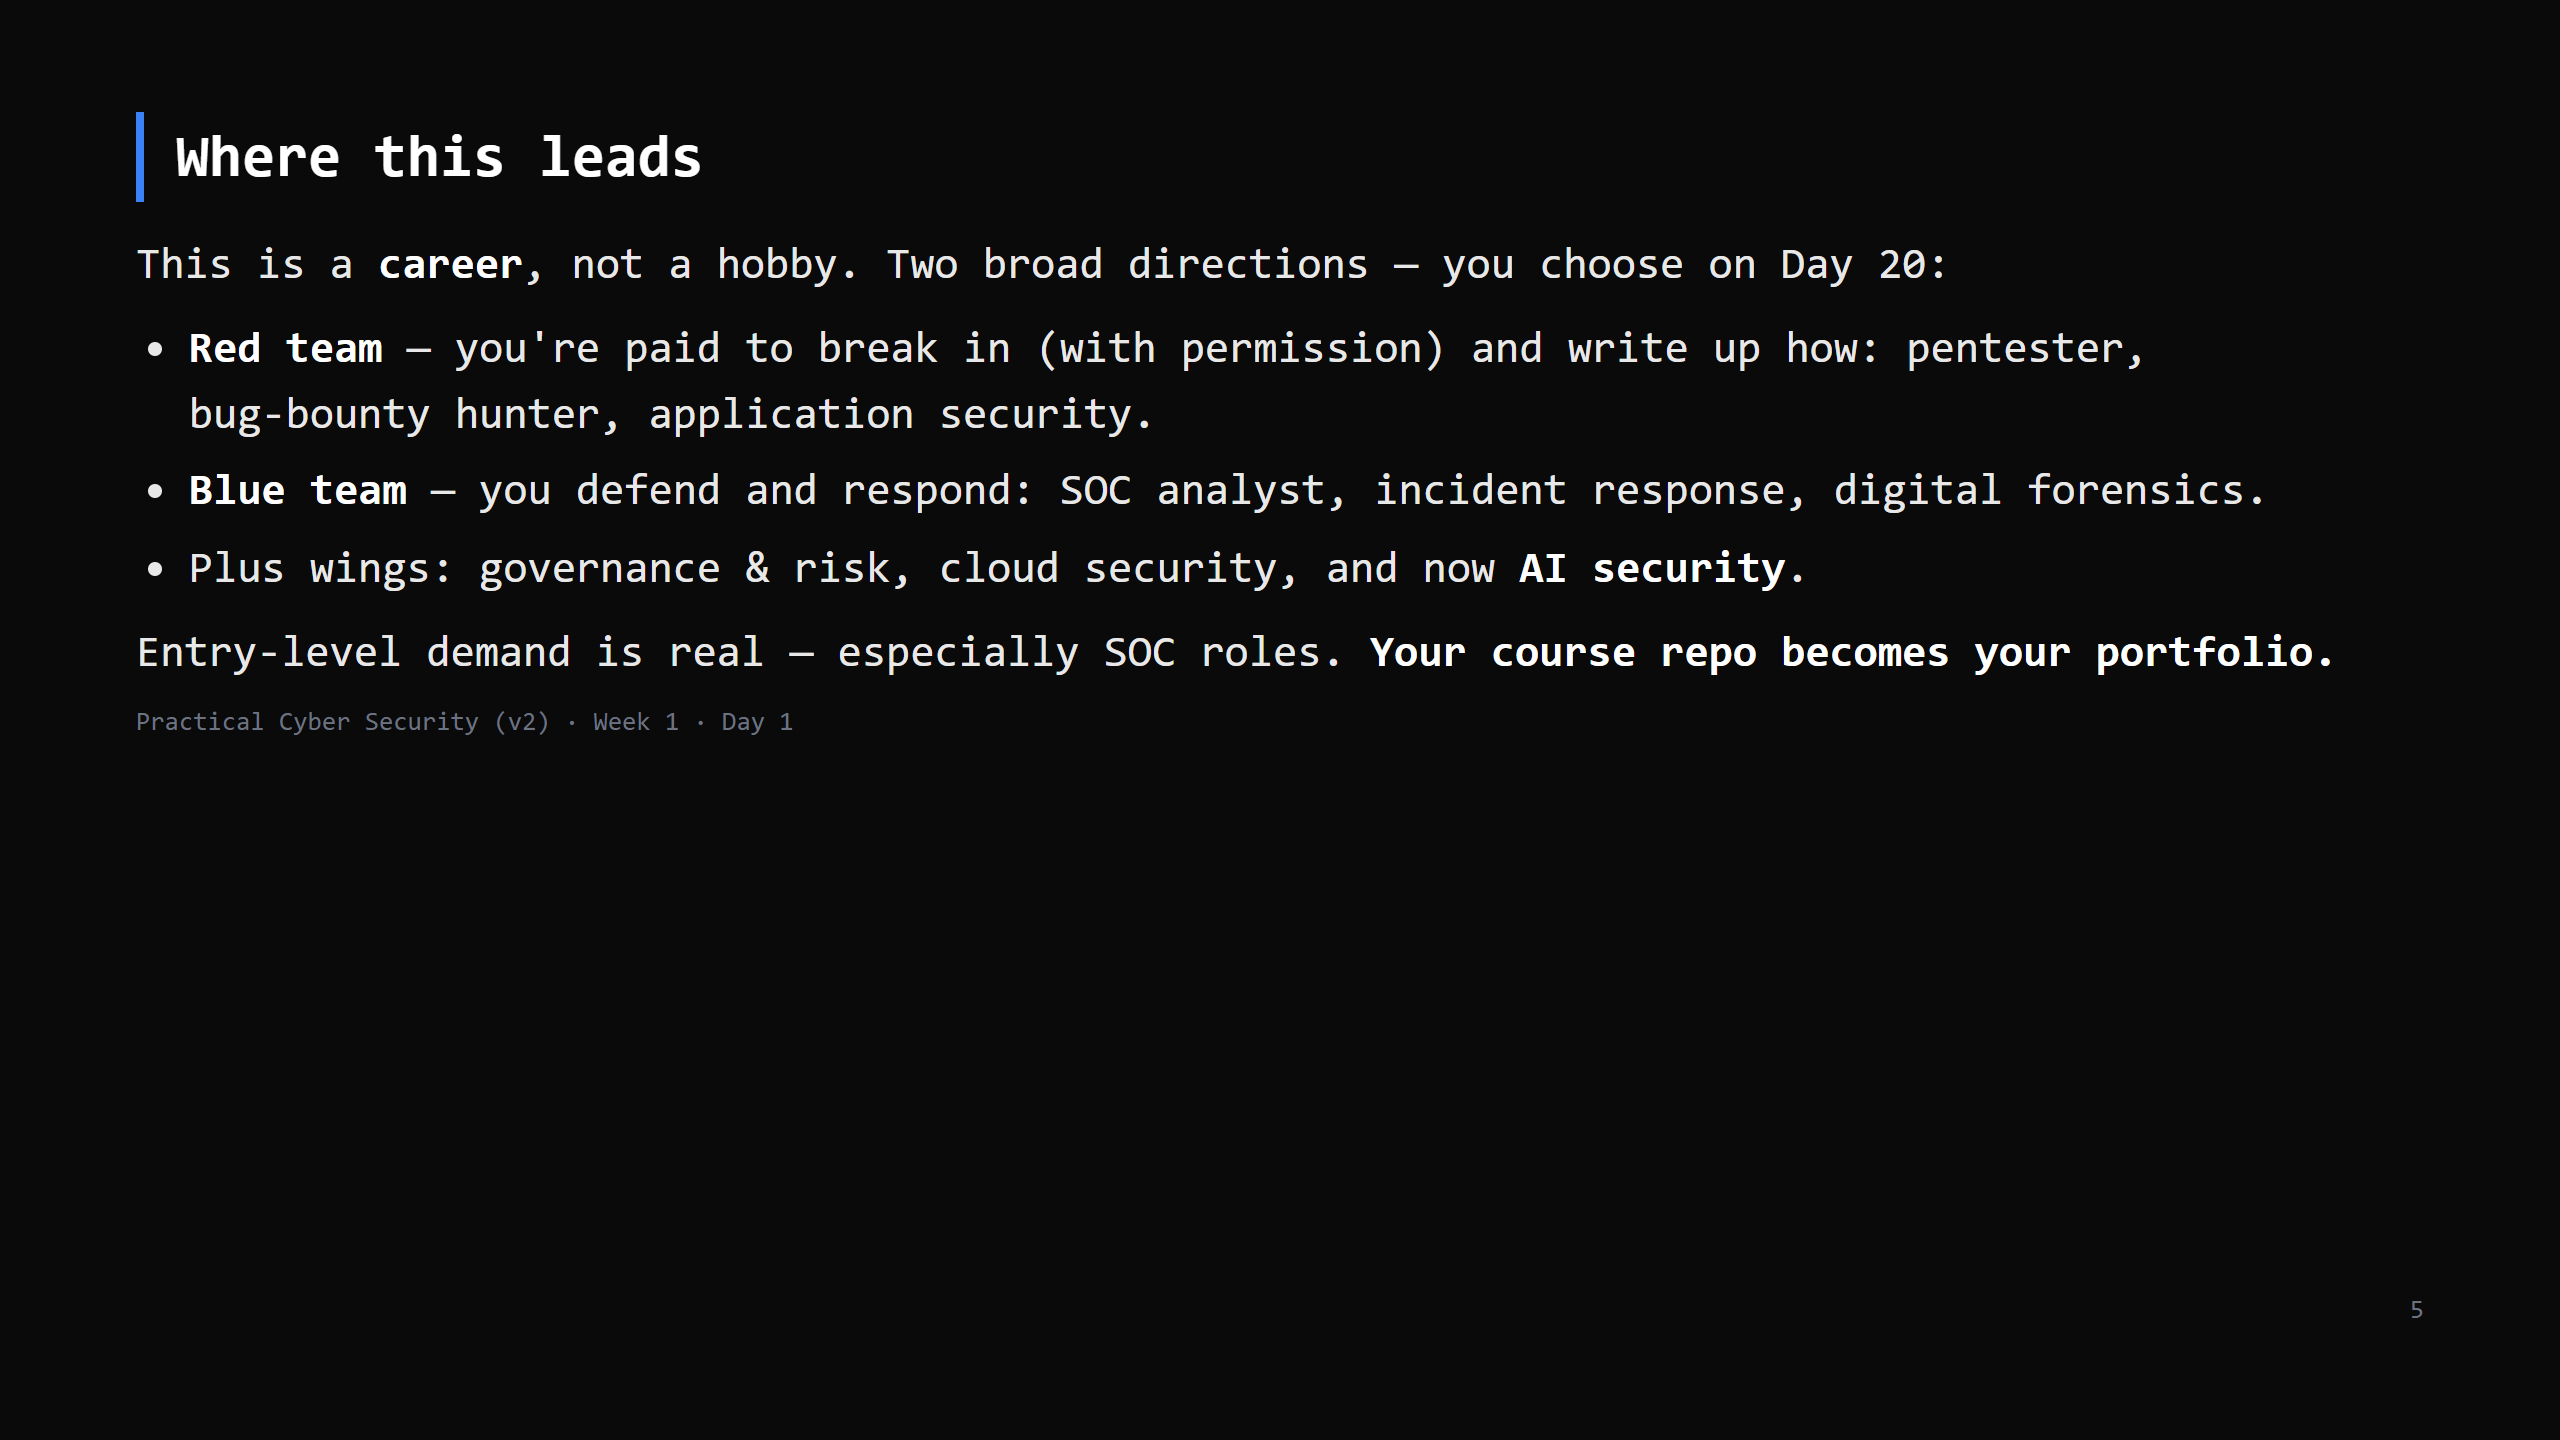 Where this leads
This is a career, not a hobby. Two broad directions — you choose on Day 20:
• Red team — you're paid to break in (with permission) and write up how: pentester,
bug-bounty hunter, application security.
• Blue team — you defend and respond: SOC analyst, incident response, digital forensics.
• Plus wings: governance & risk, cloud security, and now AI security.
Entry-level demand is real — especially SOC roles. Your course repo becomes your portfolio.
Practical Cyber Security (v2) · Week 1 · Day 1
5